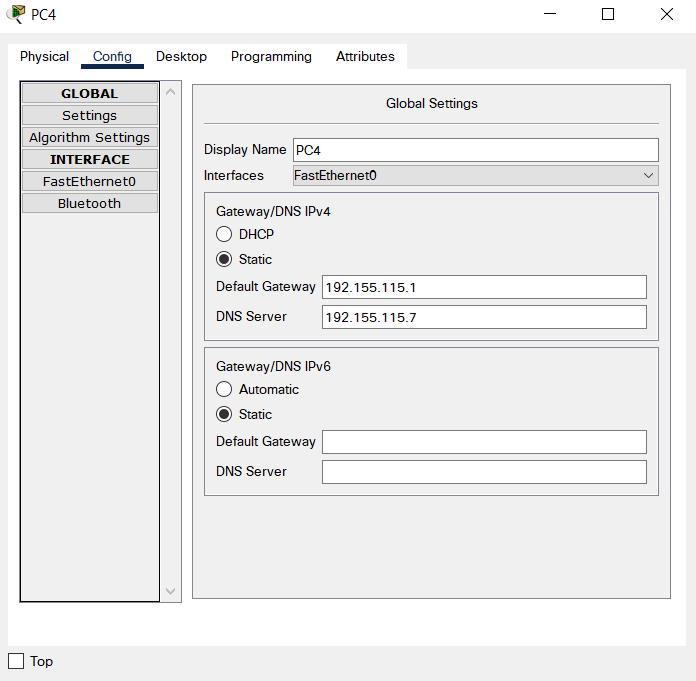 PC4
Physical Config Desktop Programming Attributes
GLOBAL
Settings
Algorithm Settings
INTERFACE
FastEthernet0
Bluetooth
Global Settings
Display Name PC4
Interfaces FastEthernet0
Gateway/DNS IPv4
DHCP
Static
Default Gateway 192.155.115.1
DNS Server 192.155.115.7
Gateway/DNS IPv6
Automatic
Static
Default Gateway
DNS Server
Top